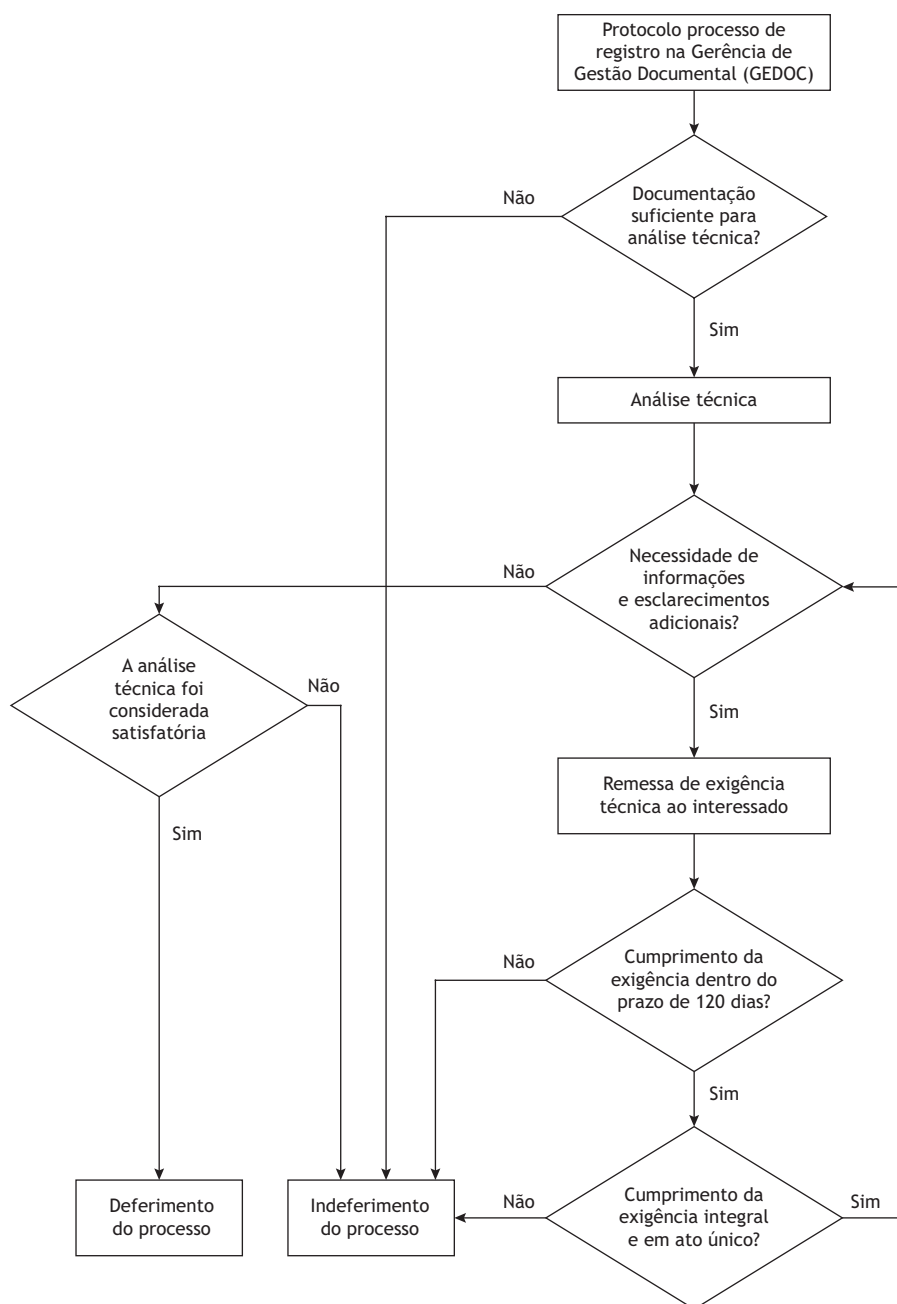 Protocolo processo de
registro na Gerência de
Gestão Documental (GEDOC)
Não
Documentação
suficiente para
análise técnica?
Sim
Análise técnica
Não
Necessidade de
informações
e esclarecimentos
adicionais?
A análise
técnica foi
considerada
satisfatória
Não
Sim
Remessa de exigência
técnica ao interessado
Sim
Não
Cumprimento da
exigência dentro do
prazo de 120 dias?
Sim
Deferimento
do processo
Indeferimento
do processo
Não
Cumprimento da
exigência integral
e em ato único?
Sim